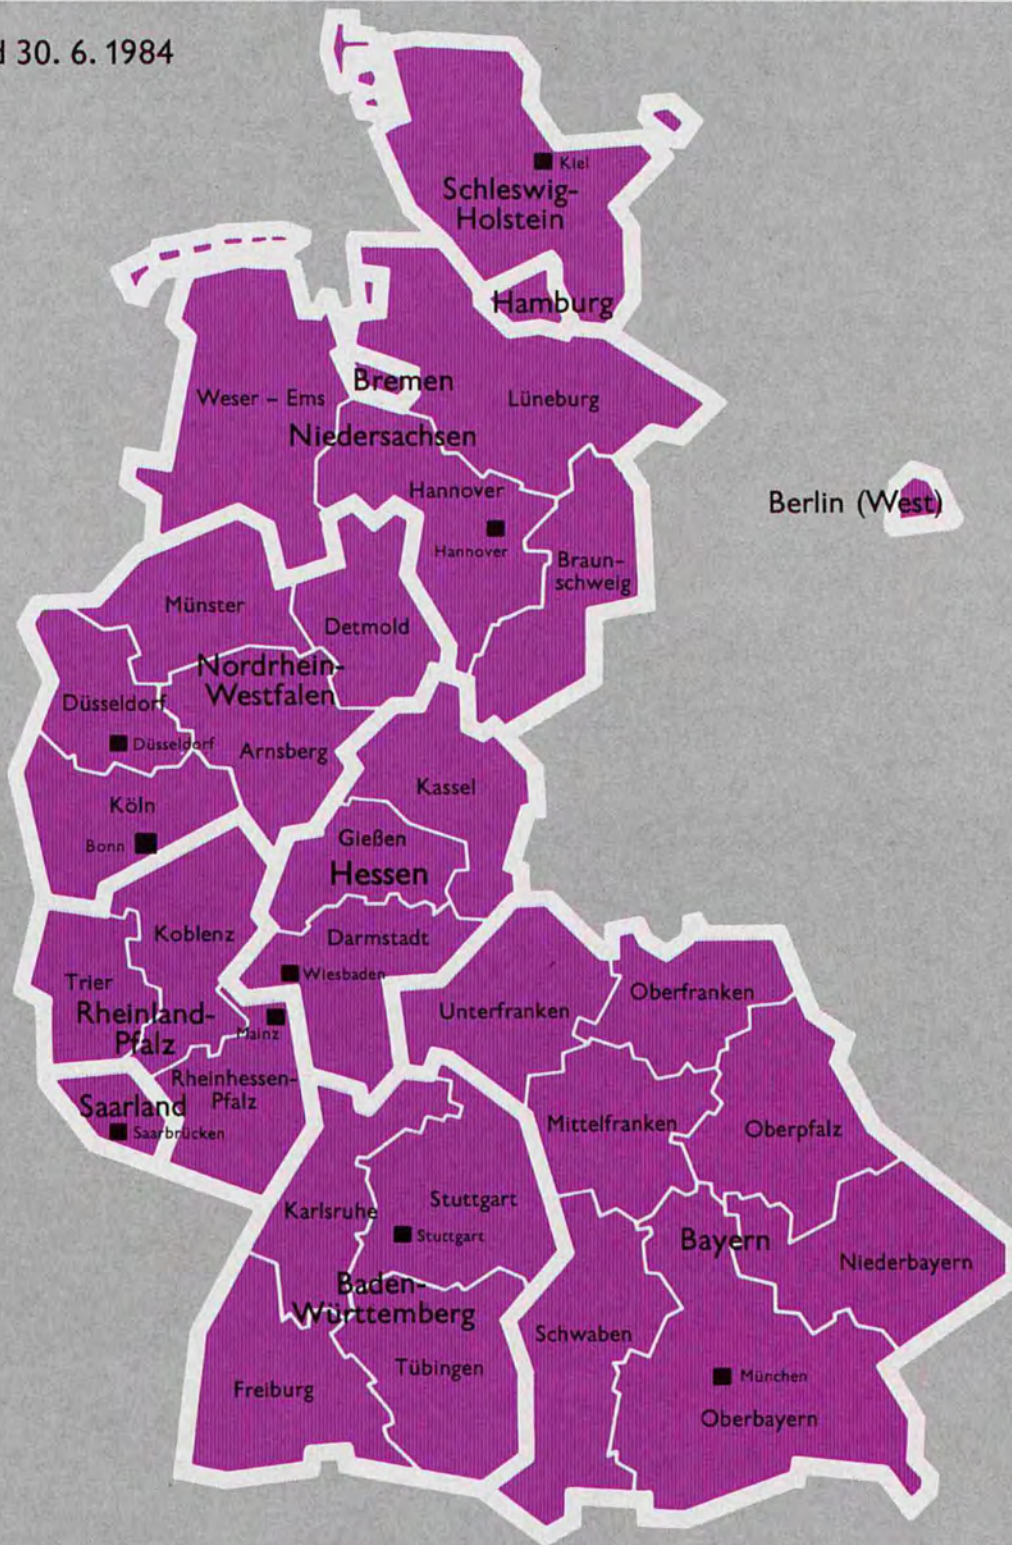 30. 6. 1984
Kiel
Schleswig-
Holstein
Hamburg
Bremen
Weser – Ems
Lüneburg
Niedersachsen
Hannover
Hannover
Berlin (West)
Braun-
schweig
Münster
Detmold
Nordrhein-
Westfalen
Düsseldorf
Düsseldorf
Arnsberg
Kassel
Köln
Bonn
Gießen
Hessen
Koblenz
Darmstadt
Wiesbaden
Trier
Rheinland-
Pfalz
Mainz
Unterfranken
Oberfranken
Rheinhessen-
Pfalz
Saarland
Saarbrücken
Mittelfranken
Oberpfalz
Karlsruhe
Stuttgart
Stuttgart
Bayern
Niederbayern
Baden-
Württemberg
Schwaben
Tübingen
Freiburg
München
Oberbayern